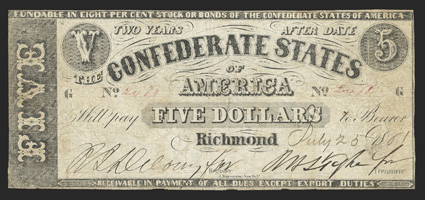 FUNDABLE IN EIGHT PER CENT STOCK OR BONDS OF THE CONFEDERATE STATES OF AMERICA
V TWO YEARS AFTER DATE 5
FIVE
THE CONFEDERATE STATES
OF
G No AMERICA No G
Will pay FIVE DOLLARS To Bearer
Richmond July 25 1861
RECEIVABLE IN PAYMENT OF ALL DUES EXCEPT EXPORT DUTIES